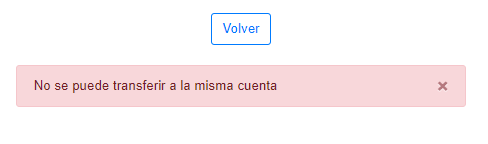 Volver
No se puede transferir a la misma cuenta ×